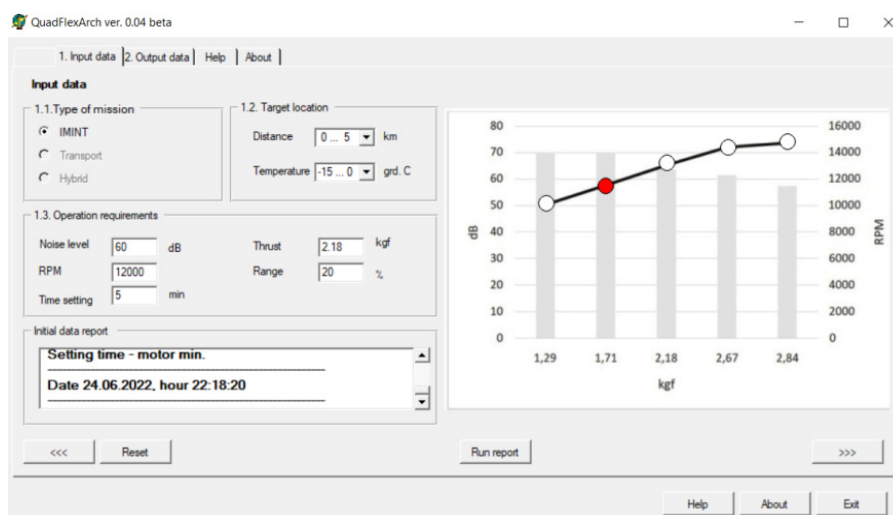 QuadFlexArch ver. 0.04 beta
1. Input data 2. Output data Help About
Input data
1.1.Type of mission
IMINT
Transport
Hybrid
1.2. Target location
Distance 0 ... 5 km
Temperature -15 ... 0 grd. C
1.3. Operation requirements
Noise level 60 dB Thrust 2.18 kgf
RPM 12000 Range 20 %
Time setting 5 min
Initial data report
Setting time - motor min.
Date 24.06.2022, hour 22:18:20
80
70
60
50
40
30
20
10
0
dB
16000
14000
12000
10000
8000
6000
4000
2000
0
RPM
1,29 1,71 2,18 2,67 2,84
kgf
<<< Reset Run report >>>
Help About Exit